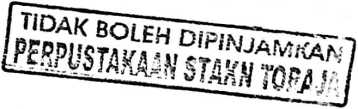 TIDAK BOLEH DIPINJAMKAN
PERPUSTAKAAN STAKN TORAJA